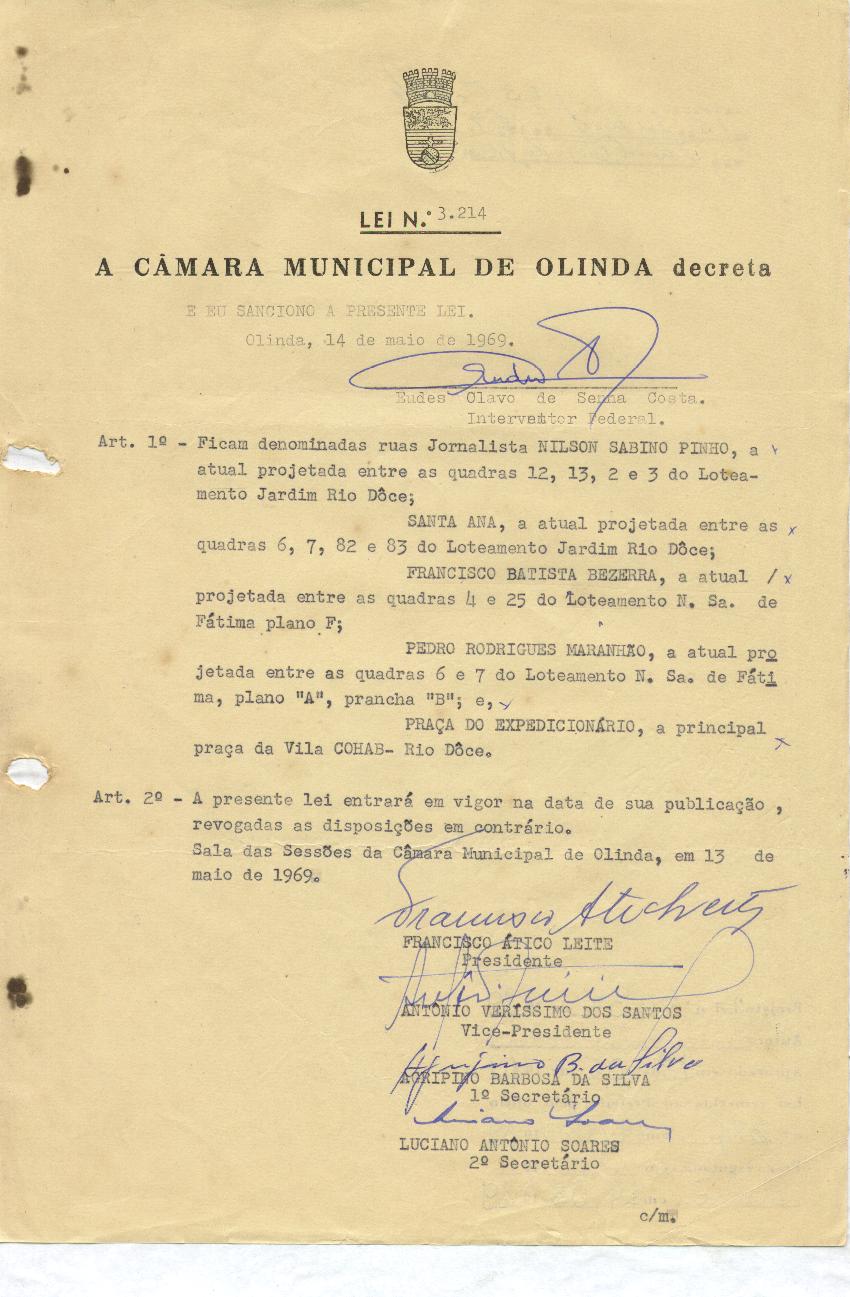 LEI N.º 3.214
A CÂMARA MUNICIPAL DE OLINDA decreta
E EU SANCIONO A PRESENTE LEI.
Olinda, 14 de maio de 1969.
Eudes Olavo de Senna Costa.
Interventor Federal.
Art. 1º - Ficam denominadas ruas Jornalista NILSON SABINO PINHO, a
atual projetada entre as quadras 12, 13, 2 e 3 do Lotea-
mento Jardim Rio Dôce;
SANTA ANA, a atual projetada entre as
quadras 6, 7, 82 e 83 do Loteamento Jardim Rio Dôce;
FRANCISCO BATISTA BEZERRA, a atual /
projetada entre as quadras 4 e 25 do Loteamento N. Sa. de
Fátima plano F;
PEDRO RODRIGUES MARANHÃO, a atual pro
jetada entre as quadras 6 e 7 do Loteamento N. Sa. de Fáti
ma, plano "A", prancha "B"; e,
PRAÇA DO EXPEDICIONÁRIO, a principal
praça da Vila COHAB- Rio Dôce.
Art. 2º - A presente lei entrará em vigor na data de sua publicação ,
revogadas as disposições em contrário.
Sala das Sessões da Câmara Municipal de Olinda, em 13 de
maio de 1969.
FRANCISCO ÁTICO LEITE
Presidente
ANTÔNIO VERÍSSIMO DOS SANTOS
Vice-Presidente
Agripino B. da Silva
AGRIPINO BARBOSA DA SILVA
1º Secretário
Luciano Soares
LUCIANO ANTÔNIO SOARES
2º Secretário
c/m.